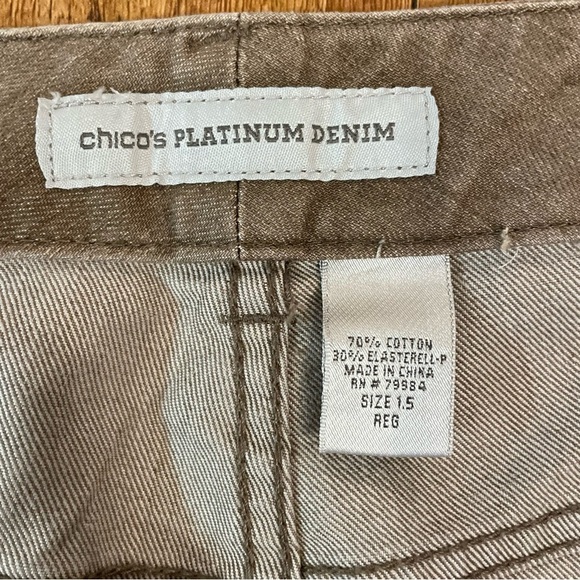 chico's PLATINUM DENIM
70% COTTON
30% ELASTERELL-P
MADE IN CHINA
RN # 79984
SIZE 1.5
REG